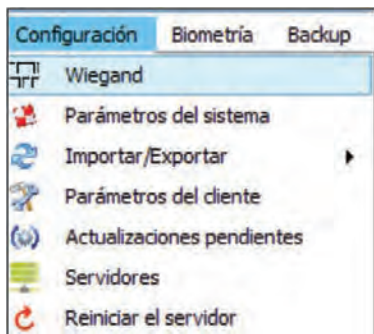 Configuración Biometría Backup
Wiegand
Parámetros del sistema
Importar/Exportar
Parámetros del cliente
Actualizaciones pendientes
Servidores
Reiniciar el servidor